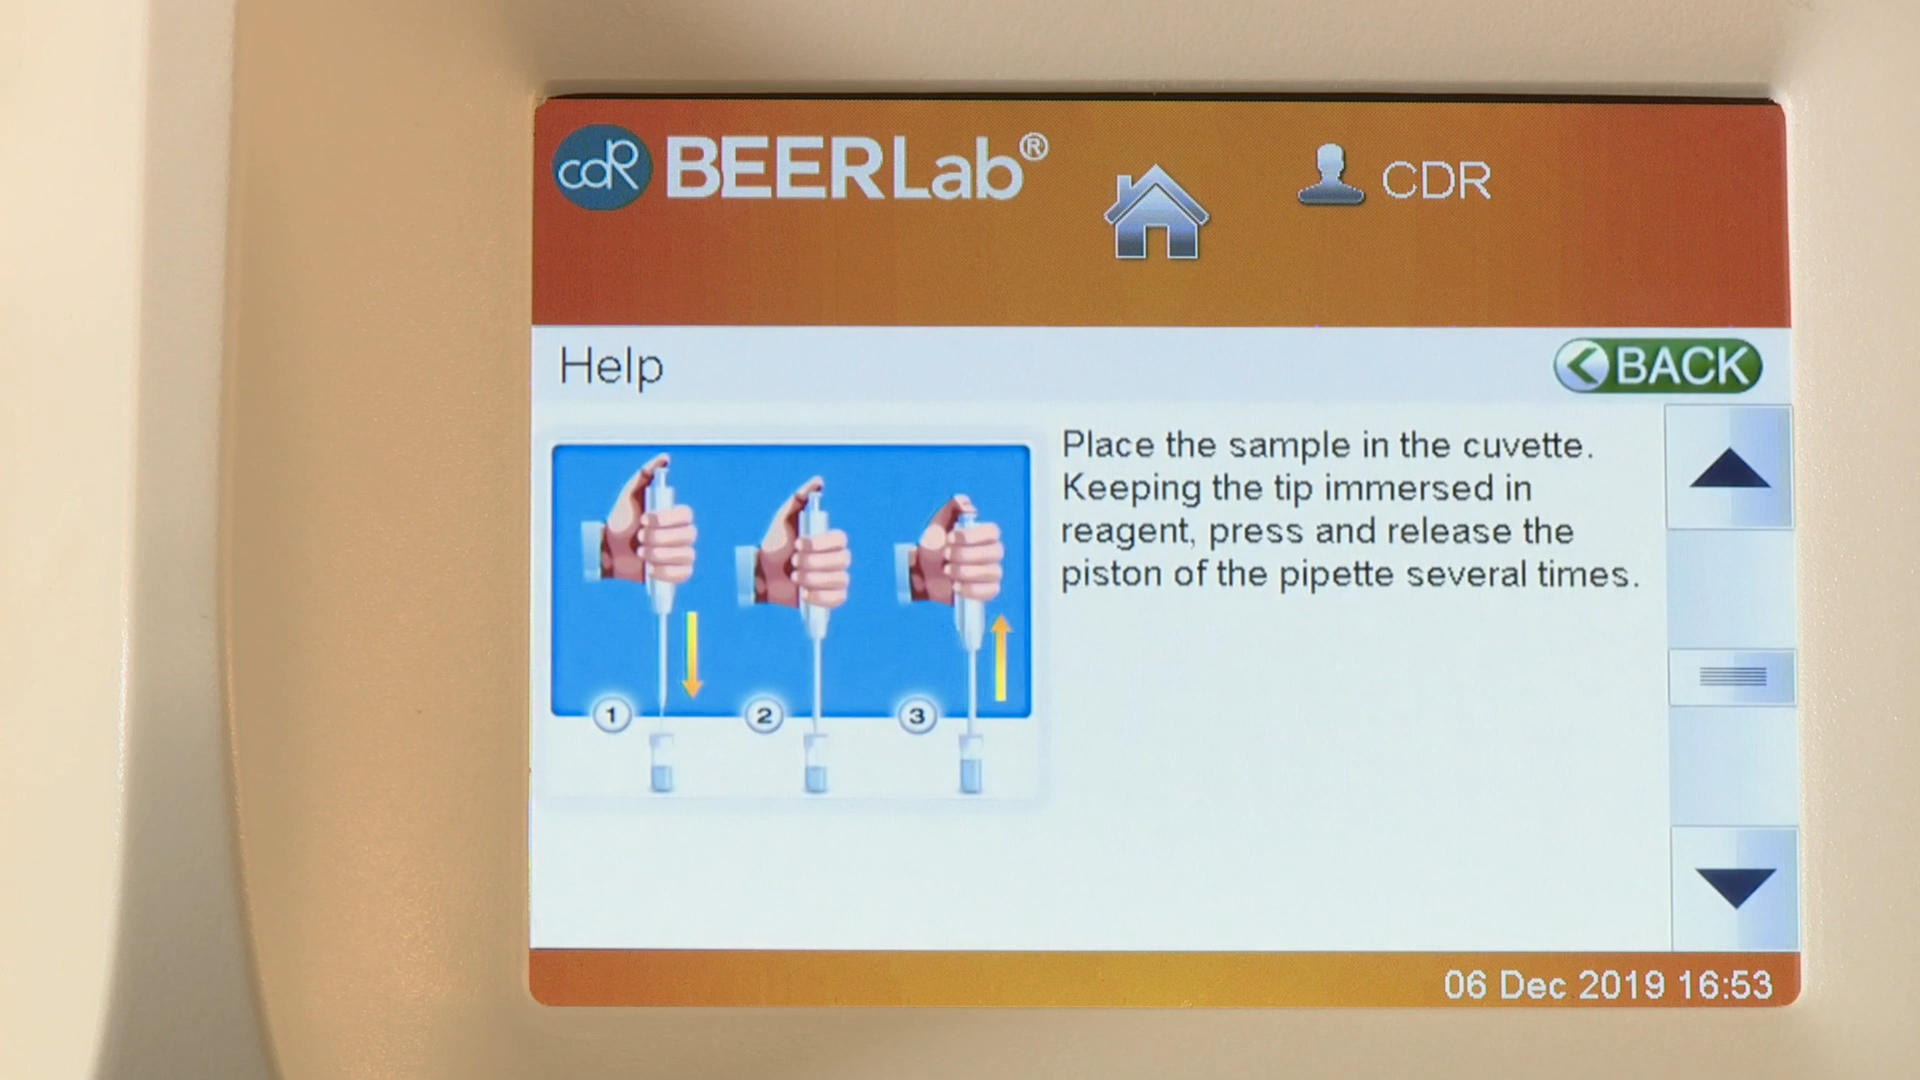 cdR BEERLab®
CDR
Help
BACK
Place the sample in the cuvette.
Keeping the tip immersed in
reagent, press and release the
piston of the pipette several times.
1 2 3
06 Dec 2019 16:53